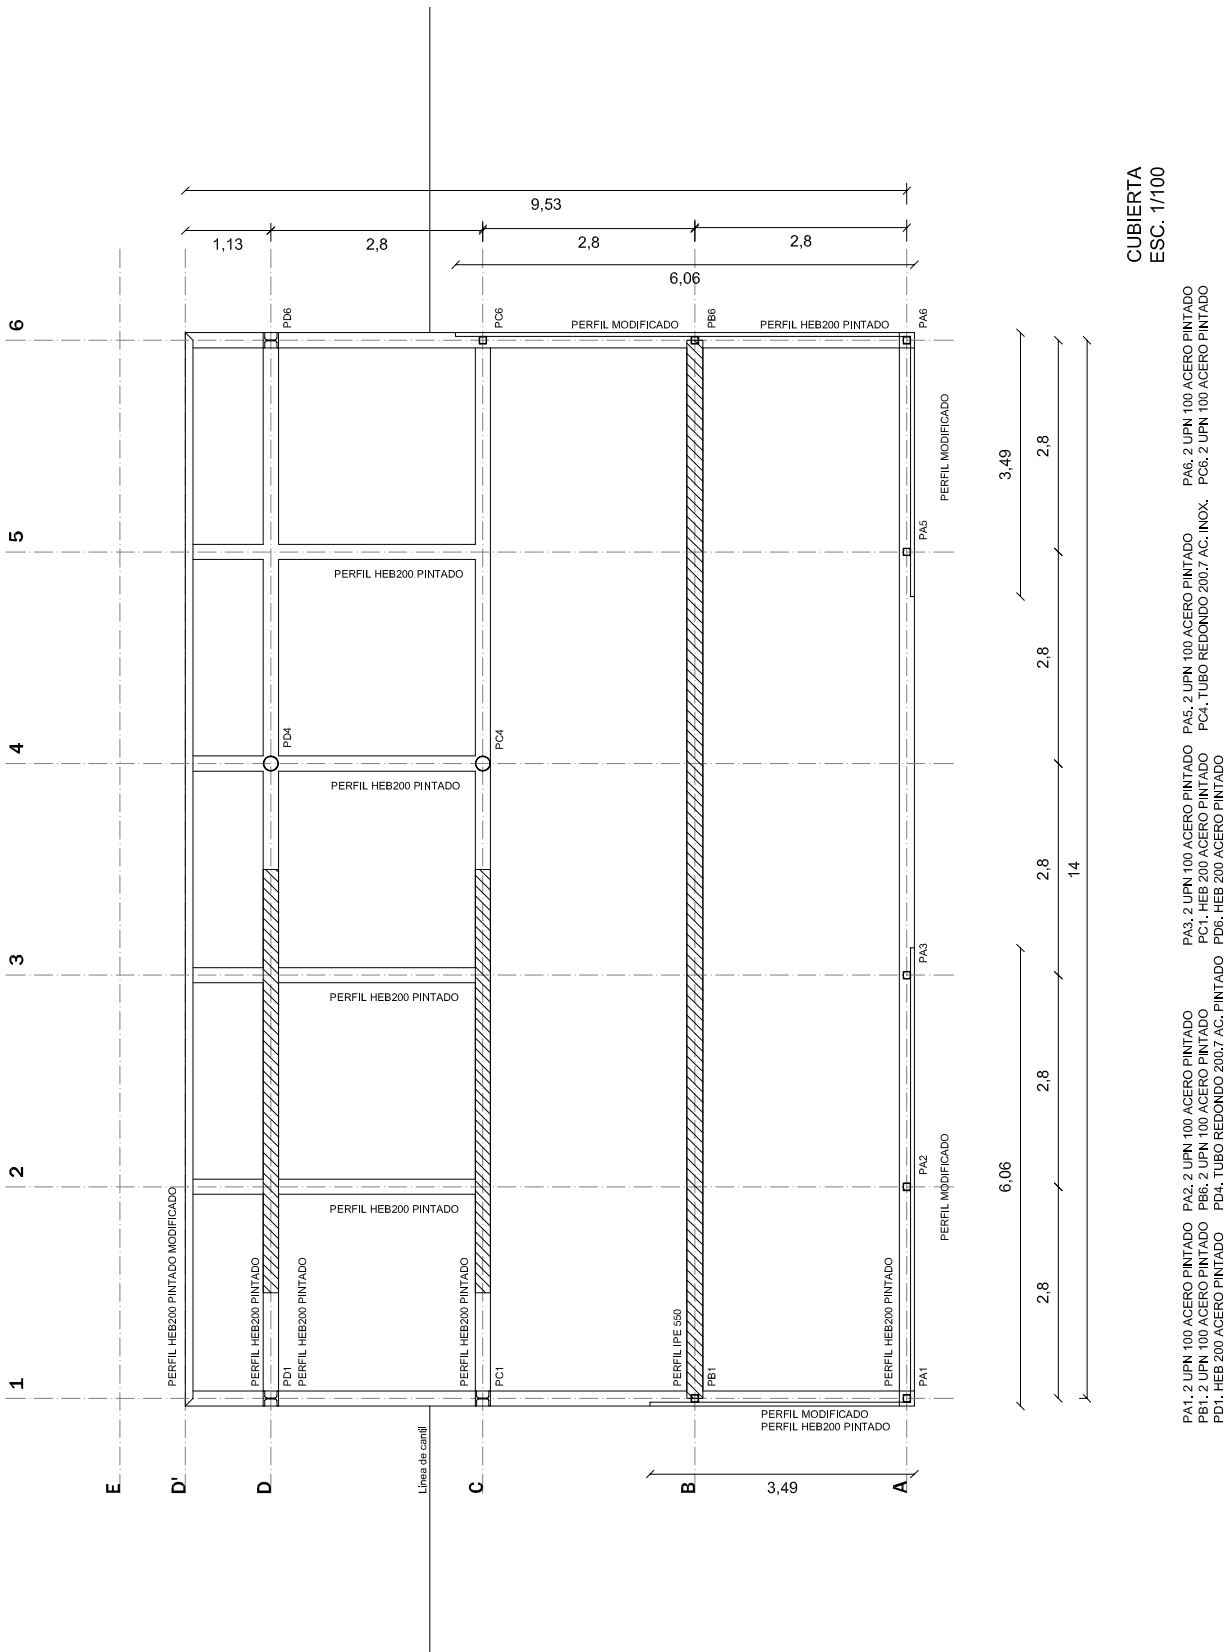 6
5
4
3
2
1
E
D'
D
C
B
A
9,53
1,13
2,8
2,8
2,8
6,06
PD6
PC6
PERFIL MODIFICADO
PB6
PERFIL HEB200 PINTADO
PA6
PERFIL MODIFICADO
PERFIL HEB200 PINTADO
PA5
PD4
PC4
PERFIL HEB200 PINTADO
PERFIL HEB200 PINTADO
PA3
PERFIL HEB200 PINTADO
PA2
PERFIL MODIFICADO
PERFIL HEB200 PINTADO MODIFICADO
PERFIL HEB200 PINTADO
PD1
PERFIL HEB200 PINTADO
PERFIL HEB200 PINTADO
PC1
PERFIL IPE 550
PB1
PERFIL HEB200 PINTADO
PA1
PERFIL MODIFICADO
PERFIL HEB200 PINTADO
Línea de cantil
3,49
3,49
6,06
2,8
2,8
2,8
2,8
2,8
14
CUBIERTA
ESC. 1/100
PA1. 2 UPN 100 ACERO PINTADO PA2. 2 UPN 100 ACERO PINTADO PA3. 2 UPN 100 ACERO PINTADO PA5. 2 UPN 100 ACERO PINTADO PA6. 2 UPN 100 ACERO PINTADO
PB1. 2 UPN 100 ACERO PINTADO PB6. 2 UPN 100 ACERO PINTADO PC1. HEB 200 ACERO PINTADO PC4. TUBO REDONDO 200.7 AC. INOX. PC6. 2 UPN 100 ACERO PINTADO
PD1. HEB 200 ACERO PINTADO PD4. TUBO REDONDO 200.7 AC. PINTADO PD6. HEB 200 ACERO PINTADO